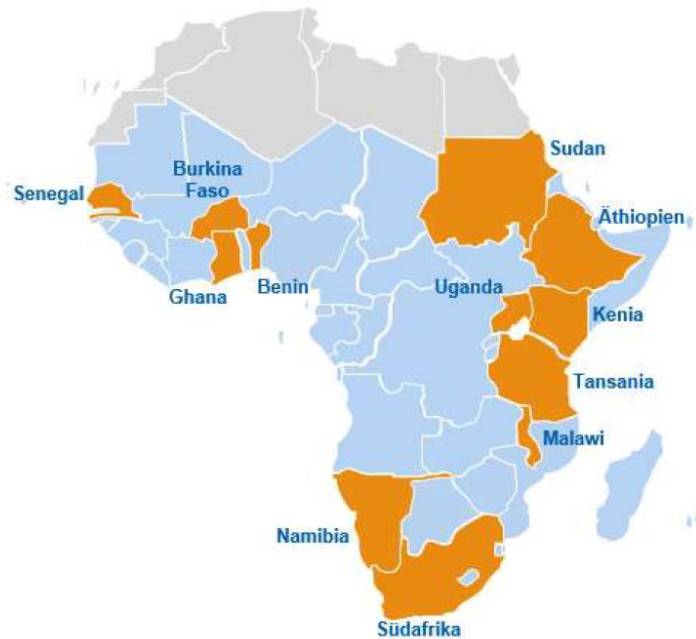 Sudan
Burkina
Faso
Senegal
Äthiopien
Ghana
Benin
Uganda
Kenia
Tansania
Malawi
Namibia
Südafrika